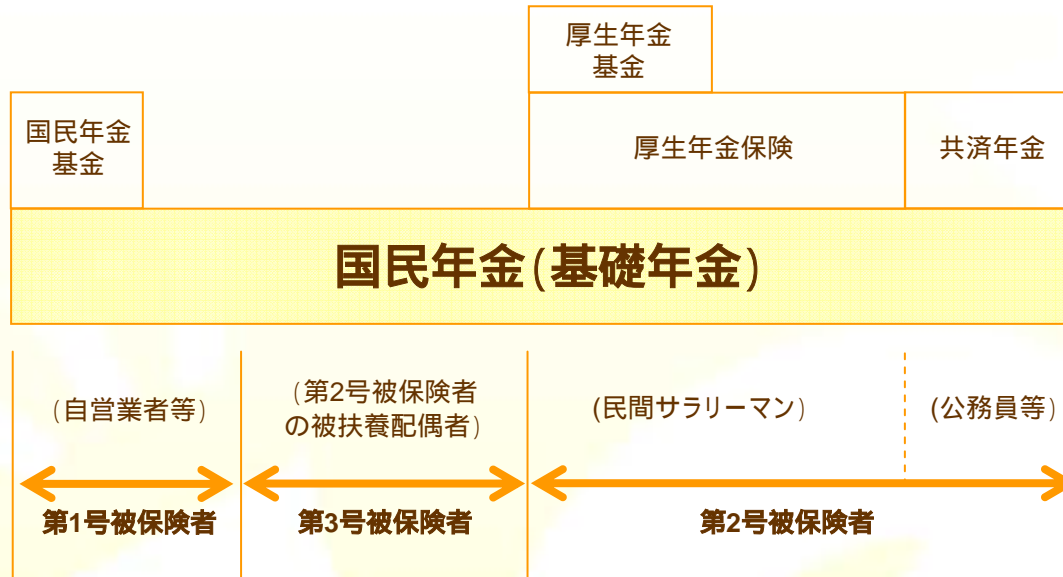 厚生年金
基金
国民年金
基金
厚生年金保険
共済年金
国民年金(基礎年金)
(自営業者等)
(第2号被保険者
の被扶養配偶者)
(民間サラリーマン)
(公務員等)
第1号被保険者
第3号被保険者
第2号被保険者